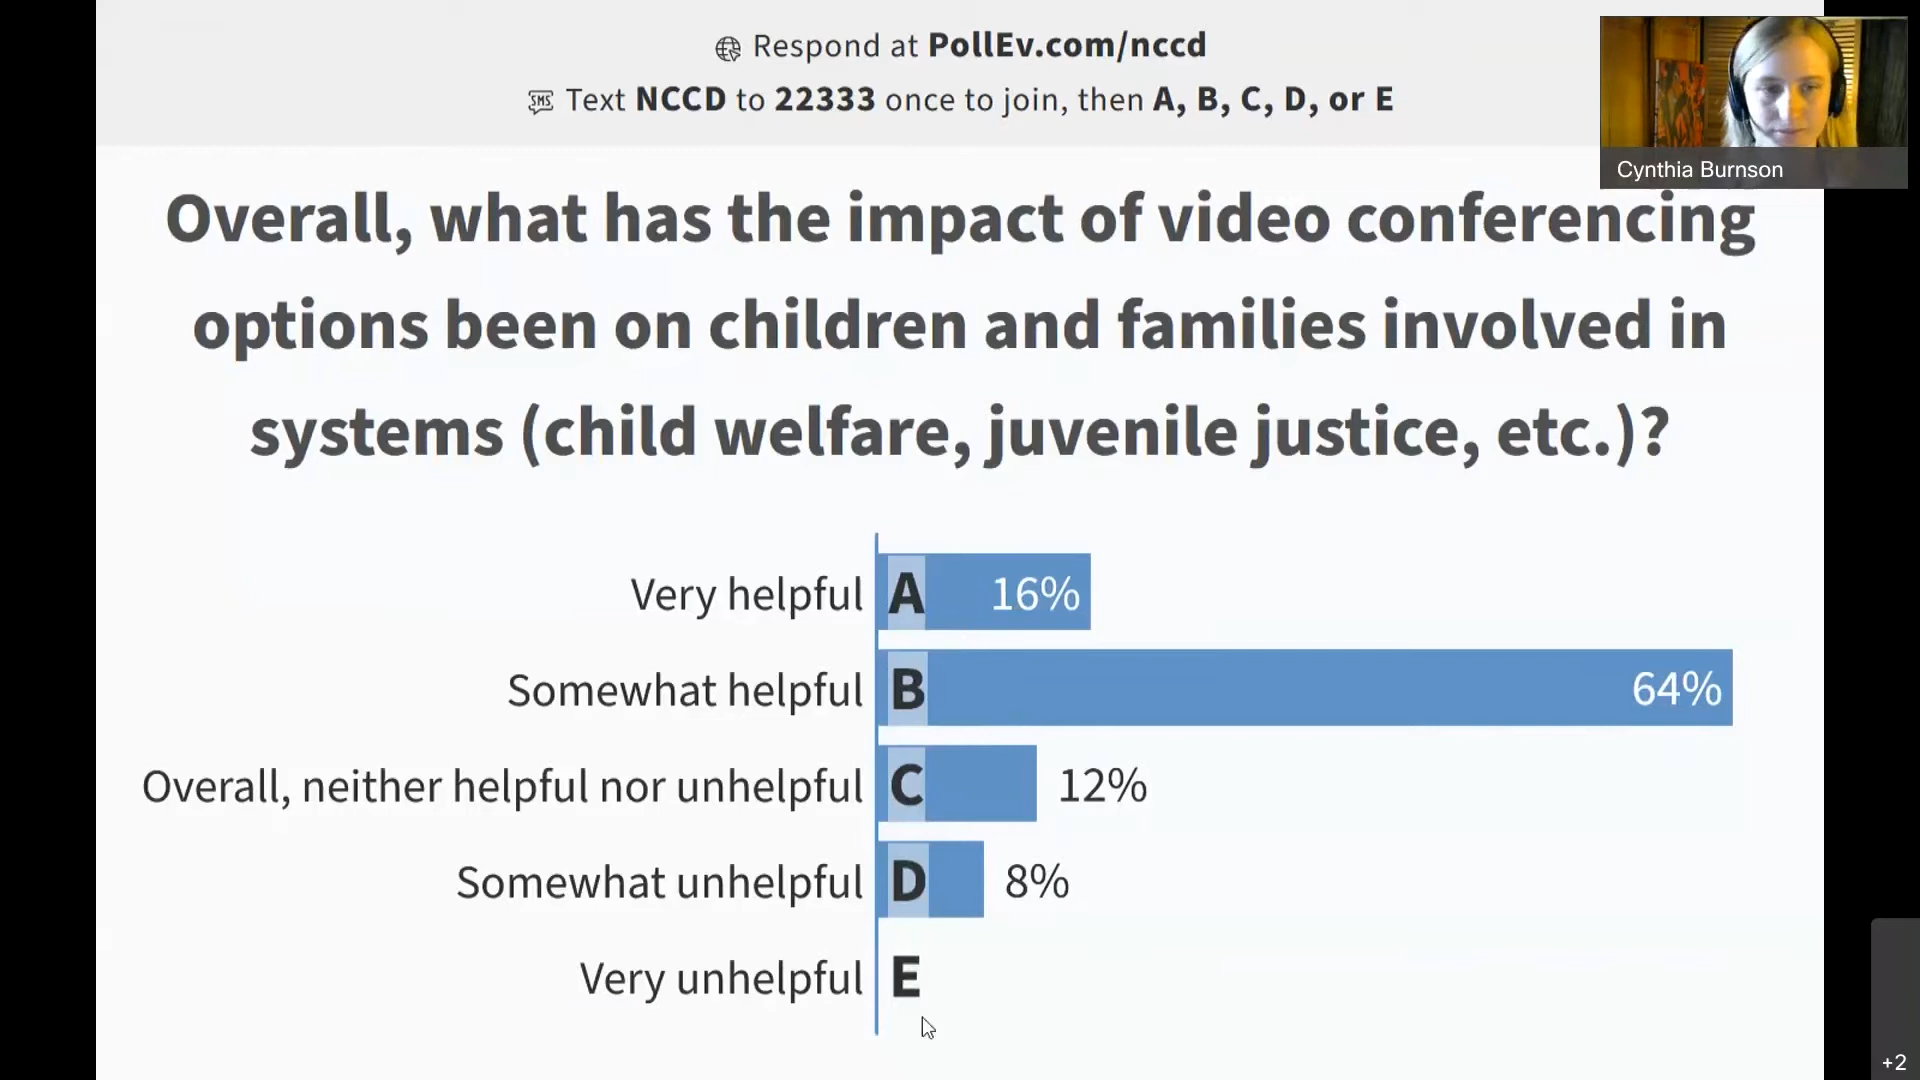 Respond at PollEv.com/nccd
SMS Text NCCD to 22333 once to join, then A, B, C, D, or E
Cynthia Burnson
Overall, what has the impact of video conferencing
options been on children and families involved in
systems (child welfare, juvenile justice, etc.)?
Very helpful A 16%
Somewhat helpful B 64%
Overall, neither helpful nor unhelpful C 12%
Somewhat unhelpful D 8%
Very unhelpful E
+2